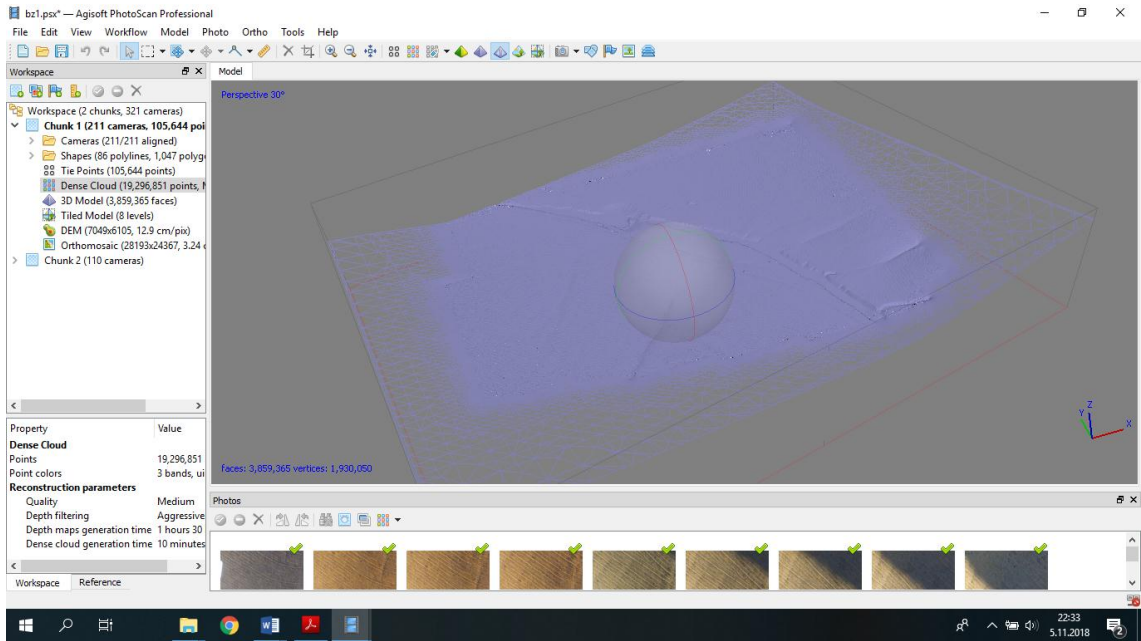 bz1.psx* — Agisoft PhotoScan Professional
File Edit View Workflow Model Photo Ortho Tools Help
Workspace
Model
Perspective 30°
Workspace (2 chunks, 321 cameras)
Chunk 1 (211 cameras, 105,644 poi
Cameras (211/211 aligned)
Shapes (86 polylines, 1,047 polyg
Tie Points (105,644 points)
Dense Cloud (19,296,851 points, M
3D Model (3,859,365 faces)
Tiled Model (8 levels)
DEM (7049x6105, 12.9 cm/pix)
Orthomosaic (28193x24367, 3.24 c
Chunk 2 (110 cameras)
Z
Y
X
faces: 3,859,365 vertices: 1,930,050
Property Value
Dense Cloud
Points 19,296,851
Point colors 3 bands, ui
Reconstruction parameters
Quality Medium
Depth filtering Aggressive
Depth maps generation time 1 hours 30
Dense cloud generation time 10 minutes
Workspace Reference
Photos
22:33
5.11.2018
2